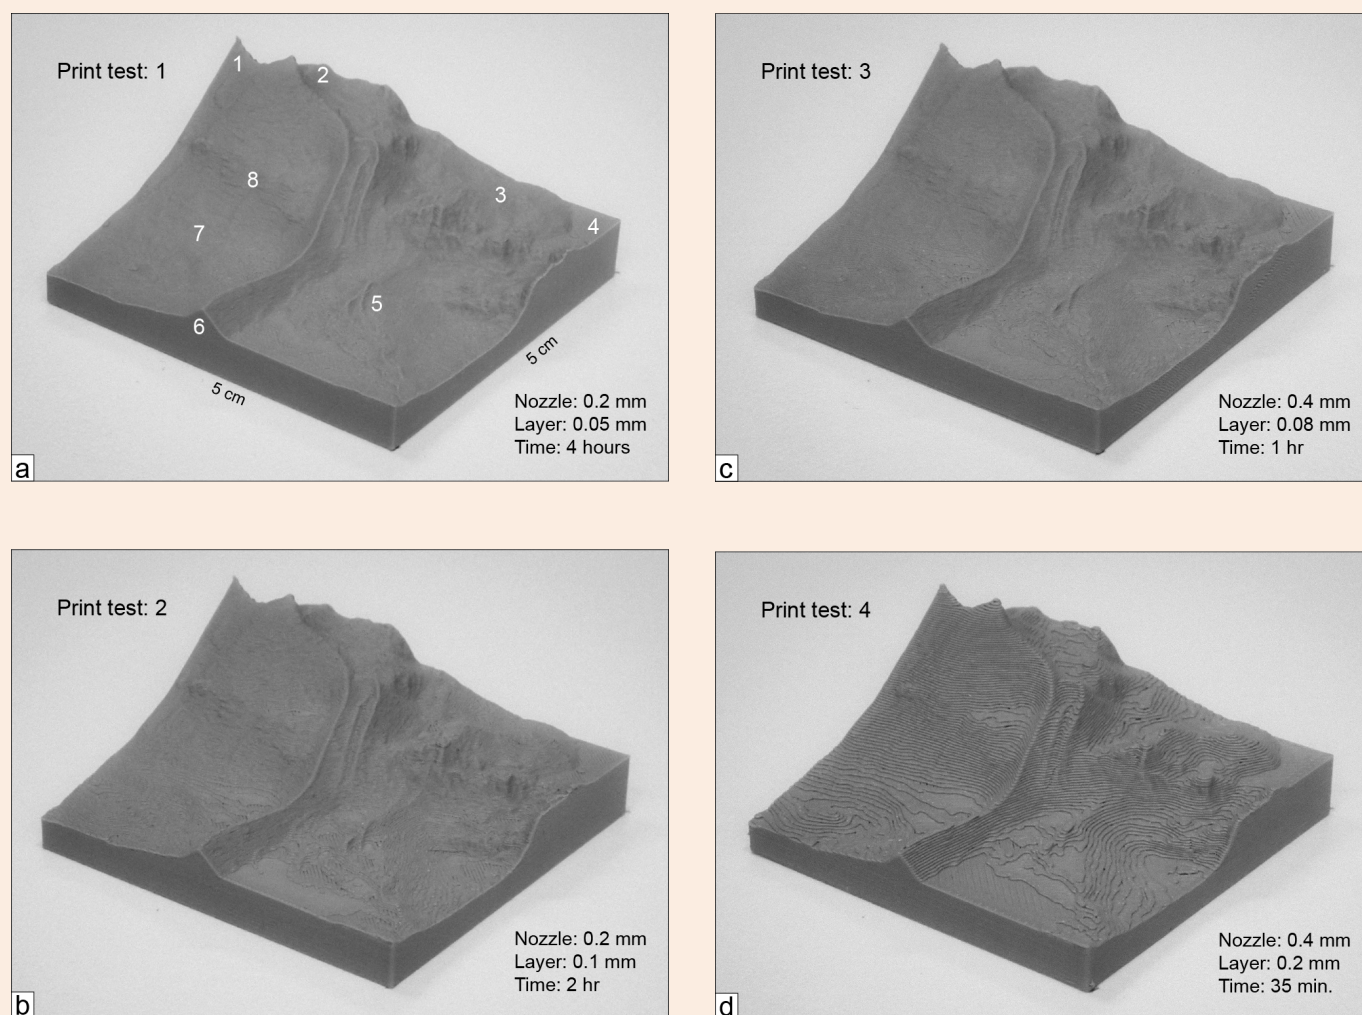 Print test: 1
1
2
3
4
5
6
7
8
5 cm
5 cm
Nozzle: 0.2 mm
Layer: 0.05 mm
Time: 4 hours
a
Print test: 3
Nozzle: 0.4 mm
Layer: 0.08 mm
Time: 1 hr
c
Print test: 2
Nozzle: 0.2 mm
Layer: 0.1 mm
Time: 2 hr
b
Print test: 4
Nozzle: 0.4 mm
Layer: 0.2 mm
Time: 35 min.
d